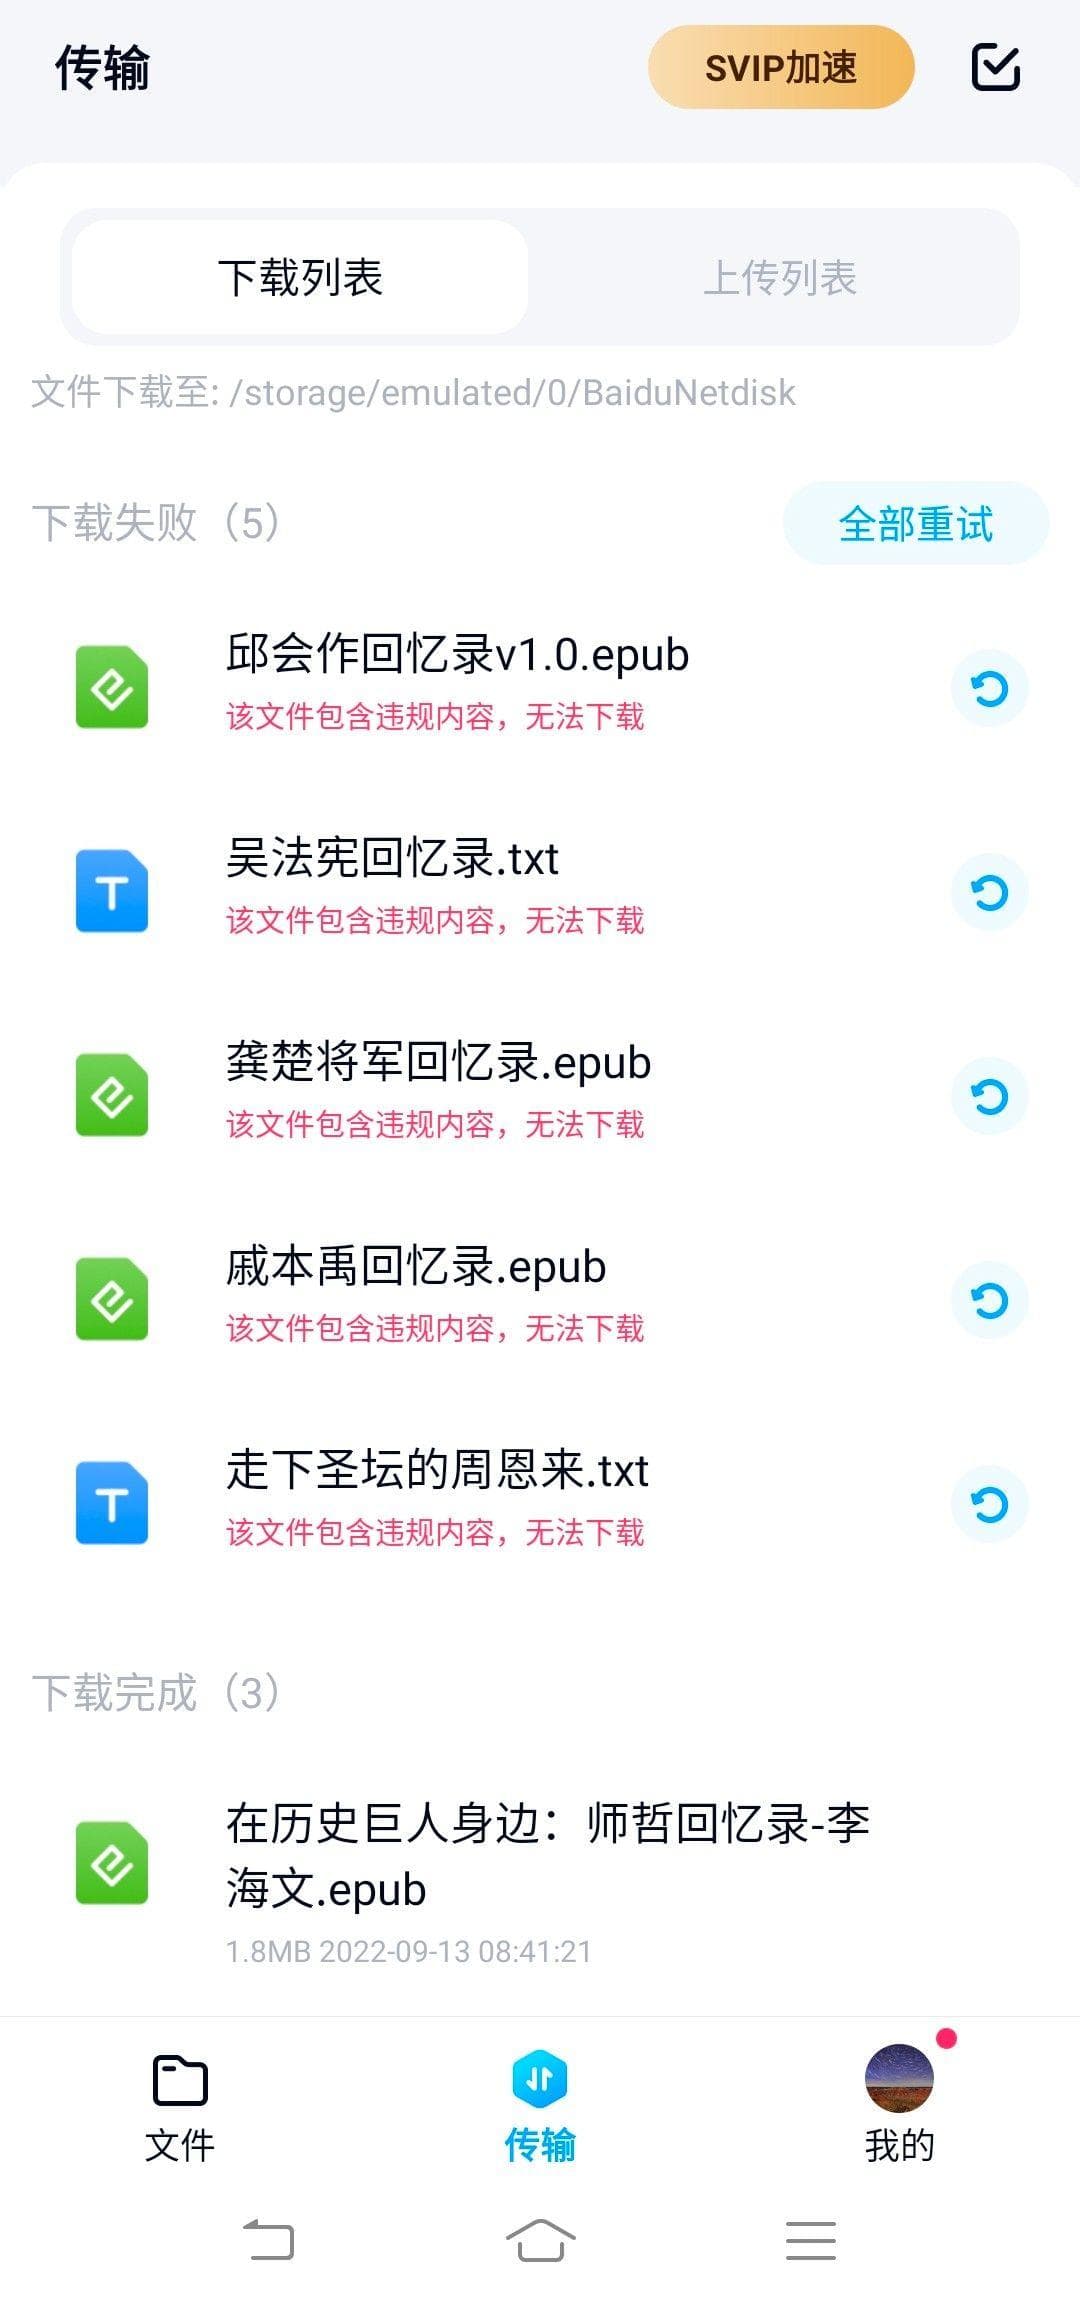 传输
SVIP加速
下载列表
上传列表
文件下载至: /storage/emulated/0/BaiduNetdisk
下载失败（5）
全部重试
邱会作回忆录v1.0.epub
该文件包含违规内容，无法下载
吴法宪回忆录.txt
该文件包含违规内容，无法下载
龚楚将军回忆录.epub
该文件包含违规内容，无法下载
戚本禹回忆录.epub
该文件包含违规内容，无法下载
走下圣坛的周恩来.txt
该文件包含违规内容，无法下载
下载完成（3）
在历史巨人身边：师哲回忆录-李
海文.epub
1.8MB 2022-09-13 08:41:21
文件
传输
我的